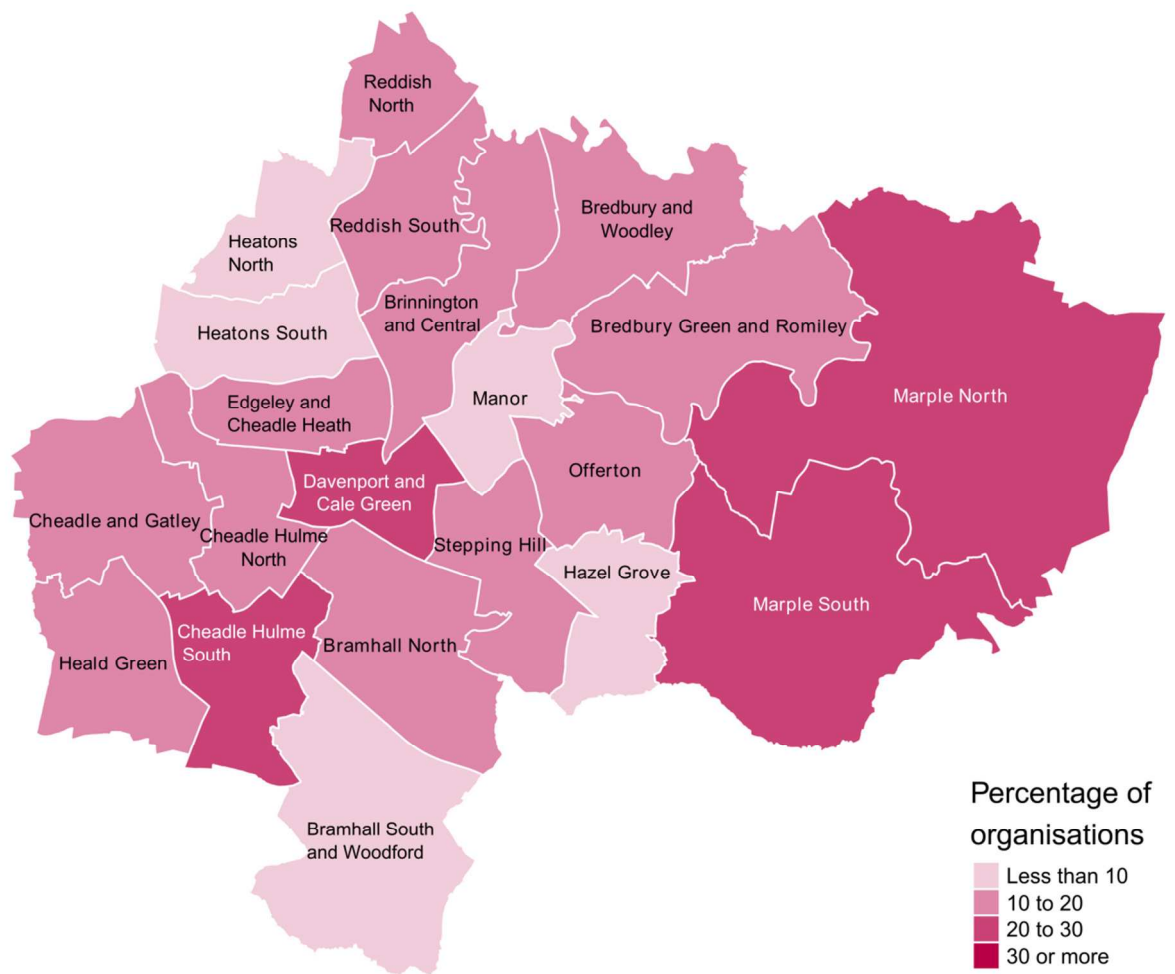 Reddish
North
Reddish South
Bredbury and
Woodley
Heatons
North
Brinnington
and Central
Heatons South
Bredbury Green and Romiley
Marple North
Manor
Edgeley and
Cheadle Heath
Offerton
Davenport and
Cale Green
Cheadle and Gatley
Cheadle Hulme
North
Stepping Hill
Hazel Grove
Marple South
Cheadle Hulme
South
Bramhall North
Heald Green
Bramhall South
and Woodford
Percentage of
organisations
Less than 10
10 to 20
20 to 30
30 or more